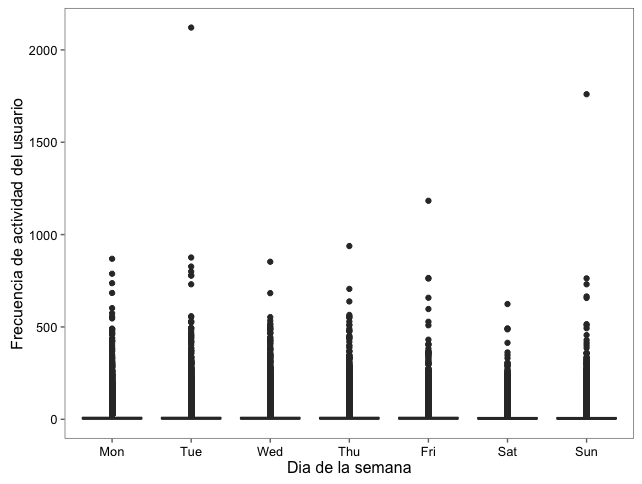 Frecuencia de actividad del usuario
2000
1500
1000
500
0
Mon Tue Wed Thu Fri Sat Sun
Dia de la semana